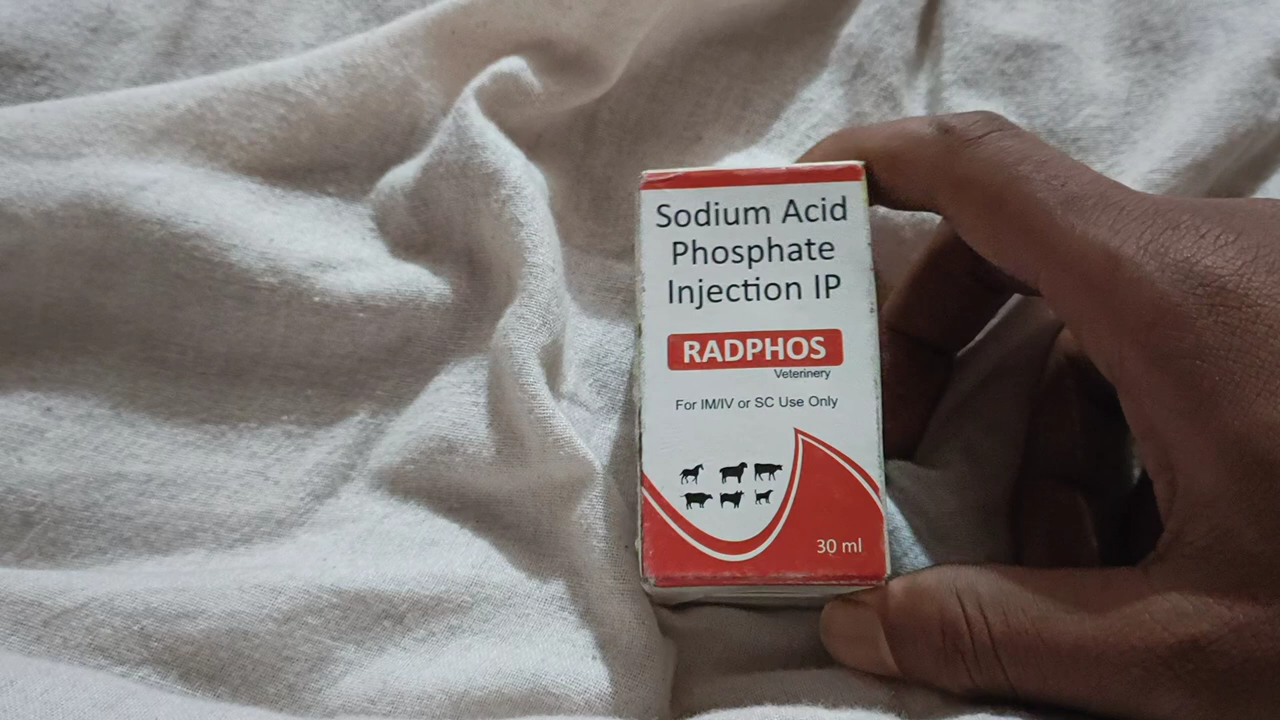 Sodium Acid
Phosphate
Injection IP
RADPHOS
Veterinery
For IM/IV or SC Use Only
30 ml